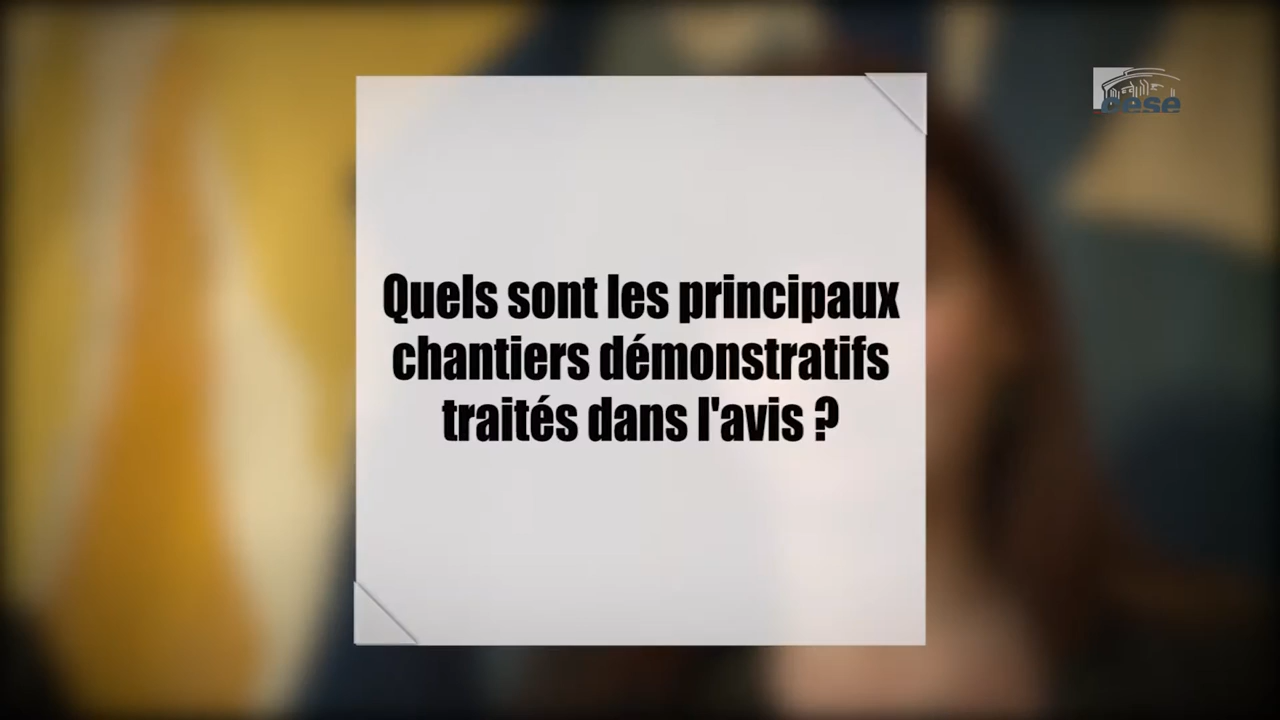 cese
Quels sont les principaux
chantiers démonstratifs
traités dans l'avis ?